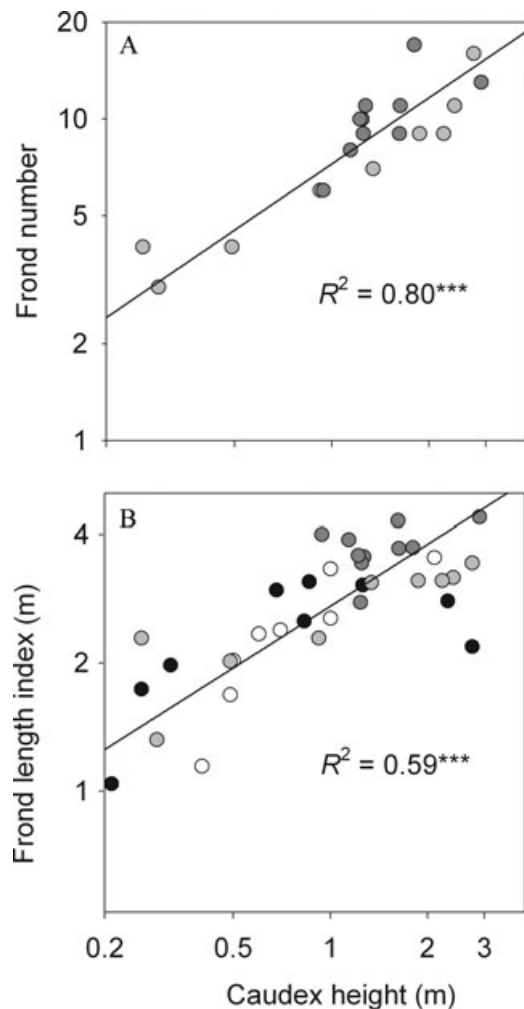 A
20
10
5
2
1
Frond number
R² = 0.80***
B
4
2
1
Frond length index (m)
R² = 0.59***
0.2 0.5 1 2 3
Caudex height (m)